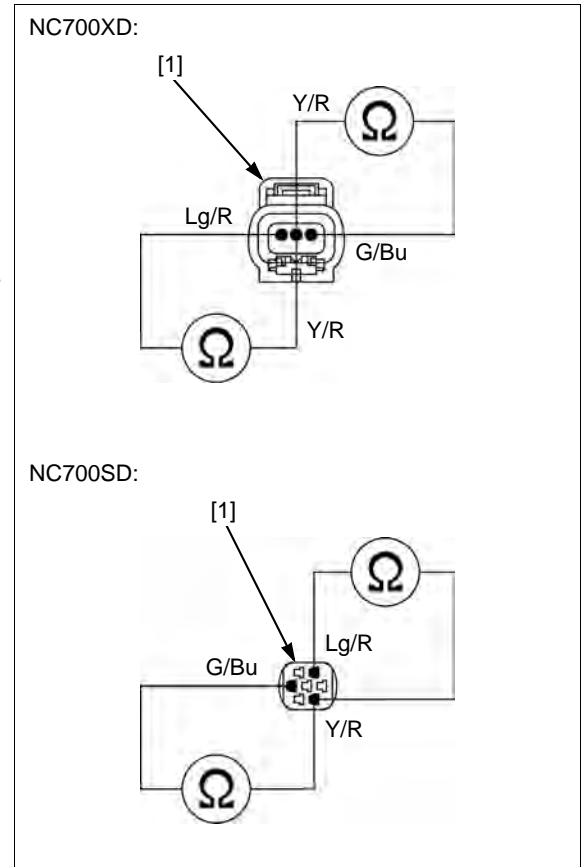 NC700XD:
[1]
Y/R
Ω
Lg/R
G/Bu
Y/R
Ω
NC700SD:
[1]
Ω
Lg/R
G/Bu
Y/R
Ω